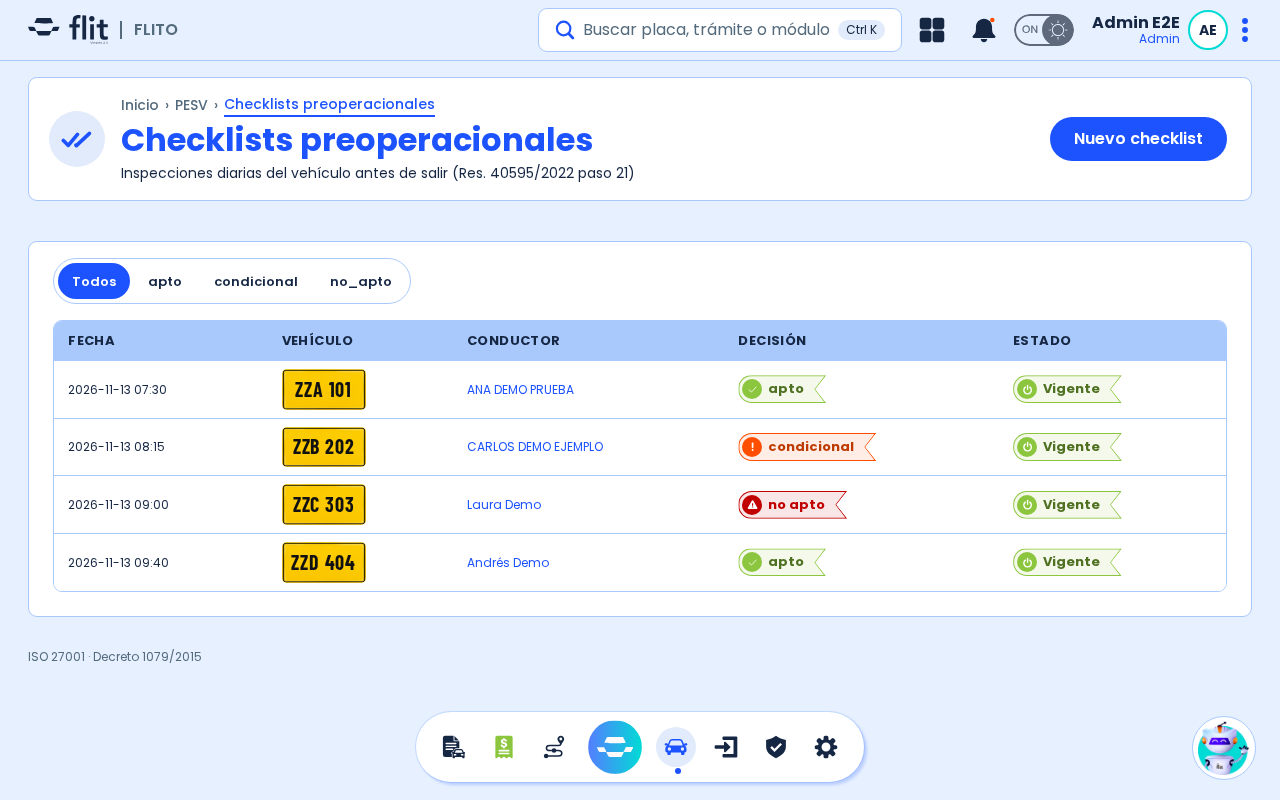 flit
FLITO
Buscar placa, trámite o módulo
Ctrl K
ON
Admin E2E
Admin
AE
Inicio › PESV › Checklists preoperacionales
Checklists preoperacionales
Inspecciones diarias del vehículo antes de salir (Res. 40595/2022 paso 21)
Nuevo checklist
Todos apto condicional no_apto
FECHA VEHÍCULO CONDUCTOR DECISIÓN ESTADO
2026-11-13 07:30 ZZA 101 ANA DEMO PRUEBA apto Vigente
2026-11-13 08:15 ZZB 202 CARLOS DEMO EJEMPLO condicional Vigente
2026-11-13 09:00 ZZC 303 Laura Demo no apto Vigente
2026-11-13 09:40 ZZD 404 Andrés Demo apto Vigente
ISO 27001 · Decreto 1079/2015